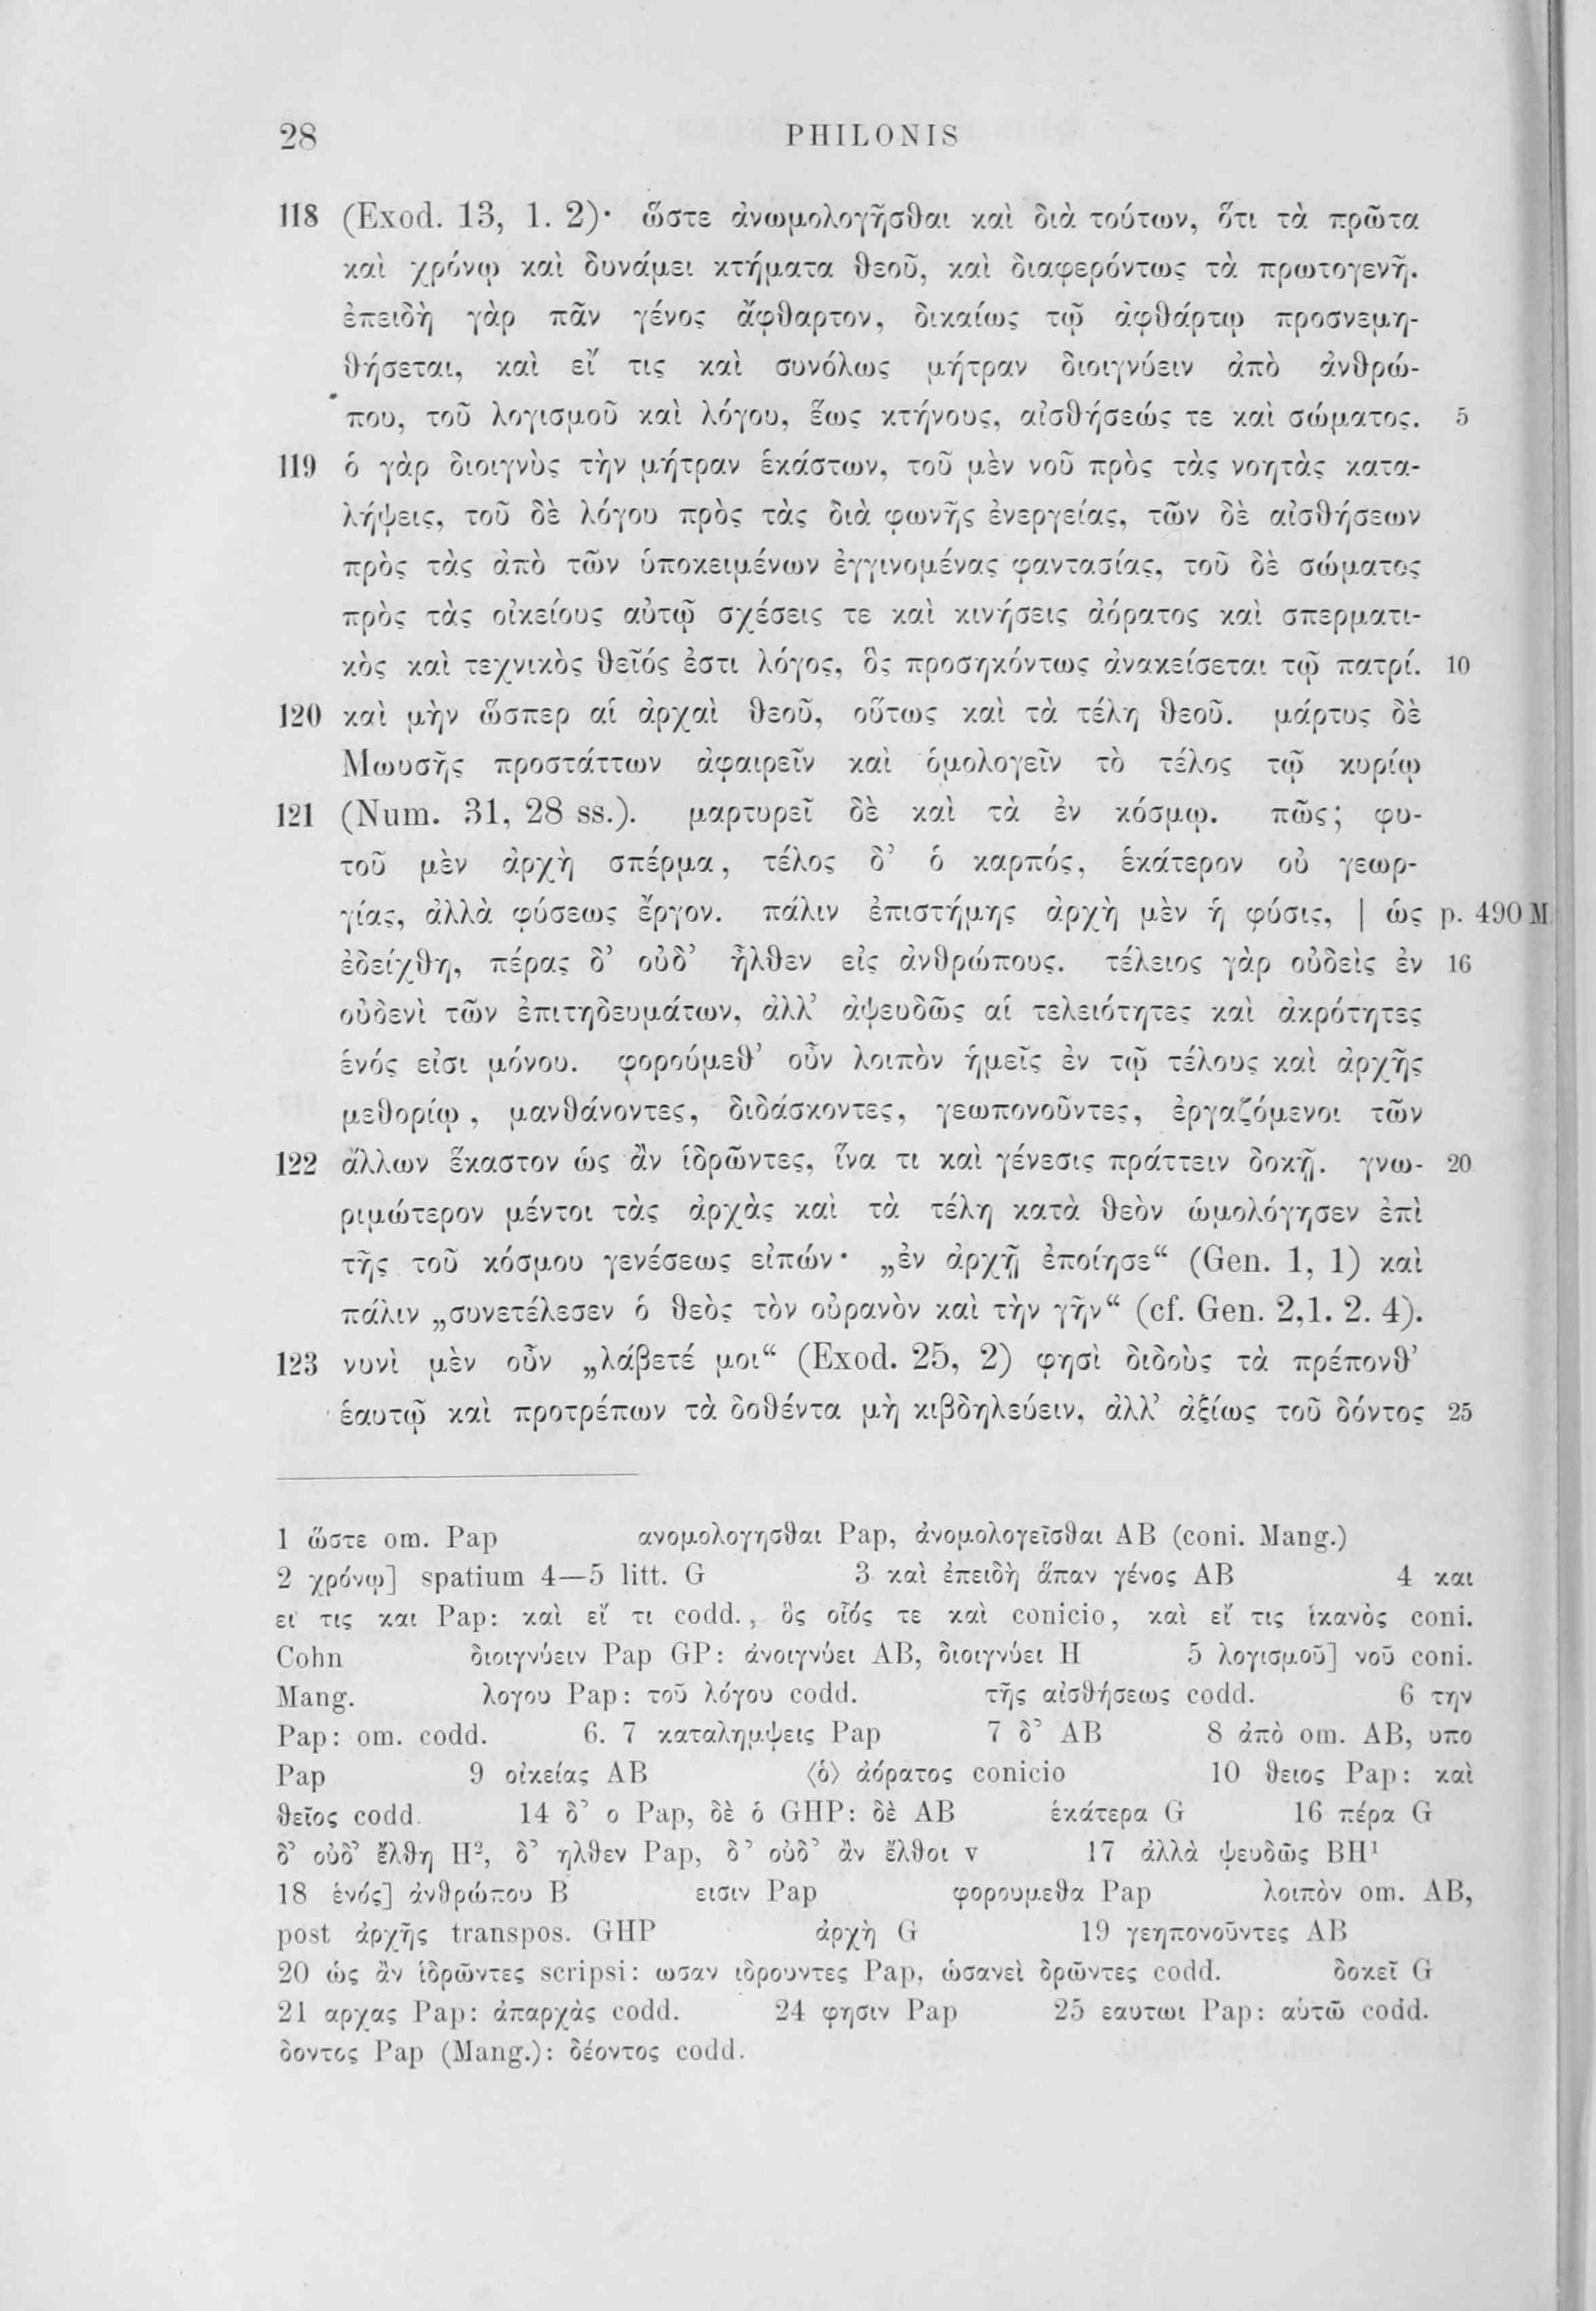 28 PHILONIS
118 (Exod. 13, 1. 2)· ὥστε ἀνωμολογῆσθαι καὶ διὰ τούτων, ὅτι τὰ πρῶτα
καὶ χρόνῳ καὶ δυνάμει κτήματα θεοῦ, καὶ διαφερόντως τὰ πρωτογενῆ.
ἐπειδὴ γὰρ πᾶν γένος ἄφθαρτον, δικαίως τῷ ἀφθάρτῳ προσνεμη-
θήσεται, καὶ εἴ τις καὶ συνόλως μήτραν διοιγνύειν ἀπὸ ἀνθρώ-
που, τοῦ λογισμοῦ καὶ λόγου, ἕως κτήνους, αἰσθήσεώς τε καὶ σώματος. 5
119 ὁ γὰρ διοιγνὺς τὴν μήτραν ἑκάστων, τοῦ μὲν νοῦ πρὸς τὰς νοητὰς κατα-
λήψεις, τοῦ δὲ λόγου πρὸς τὰς διὰ φωνῆς ἐνεργείας, τῶν δὲ αἰσθήσεων
πρὸς τὰς ἀπὸ τῶν ὑποκειμένων ἐγγινομένας φαντασίας, τοῦ δὲ σώματος
πρὸς τὰς οἰκείους αὐτῷ σχέσεις τε καὶ κινήσεις ἀόρατος καὶ σπερματι-
κὸς καὶ τεχνικὸς θεῖός ἐστι λόγος, ὃς προσηκόντως ἀνακείσεται τῷ πατρί. 10
120 καὶ μὴν ὥσπερ αἱ ἀρχαὶ θεοῦ, οὕτως καὶ τὰ τέλη θεοῦ. μάρτυς δὲ
Μωυσῆς προστάττων ἀφαιρεῖν καὶ ὁμολογεῖν τὸ τέλος τῷ κυρίῳ
121 (Num. 31, 28 ss.). μαρτυρεῖ δὲ καὶ τὰ ἐν κόσμῳ. πῶς; φυ-
τοῦ μὲν ἀρχὴ σπέρμα, τέλος δ’ ὁ καρπός, ἑκάτερον οὐ γεωρ-
γίας, ἀλλὰ φύσεως ἔργον. πάλιν ἐπιστήμης ἀρχὴ μὲν ἡ φύσις, | ὡς p. 490 M
ἐδείχθη, πέρας δ’ οὐδ’ ἦλθεν εἰς ἀνθρώπους. τέλειος γὰρ οὐδεὶς ἐν 16
οὐδενὶ τῶν ἐπιτηδευμάτων, ἀλλ’ ἀψευδῶς αἱ τελειότητες καὶ ἀκρότητες
ἑνός εἰσι μόνου. φορούμεθ’ οὖν λοιπὸν ἡμεῖς ἐν τῷ τέλους καὶ ἀρχῆς
μεθορίῳ, μανθάνοντες, διδάσκοντες, γεωπονοῦντες, ἐργαζόμενοι τῶν
122 ἄλλων ἕκαστον ὡς ἂν ἱδρῶντες, ἵνα τι καὶ γένεσις πράττειν δοκῇ. γνω- 20
ριμώτερον μέντοι τὰς ἀρχὰς καὶ τὰ τέλη κατὰ θεὸν ὡμολόγησεν ἐπὶ
τῆς τοῦ κόσμου γενέσεως εἰπών· „ἐν ἀρχῇ ἐποίησε“ (Gen. 1, 1) καὶ
πάλιν „συνετέλεσεν ὁ θεὸς τὸν οὐρανὸν καὶ τὴν γῆν“ (cf. Gen. 2,1. 2. 4).
123 νυνὶ μὲν οὖν „λάβετέ μοι“ (Exod. 25, 2) φησὶ διδοὺς τὰ πρέπονθ’
ἑαυτῷ καὶ προτρέπων τὰ δοθέντα μὴ κιβδηλεύειν, ἀλλ’ ἀξίως τοῦ δόντος 25
1 ὥστε om. Pap ανομολογησθαι Pap, ἀνομολογεῖσθαι AB (coni. Mang.)
2 χρόνῳ] spatium 4—5 litt. G 3 καὶ ἐπειδὴ ἅπαν γένος AB 4 και
ει τις και Pap: καὶ εἴ τι codd., ὃς οἷός τε καὶ conicio, καὶ εἴ τις ἱκανὸς coni.
Cohn διοιγνύειν Pap GP: ἀνοιγνύει AB, διοιγνύει H 5 λογισμοῦ] νοῦ coni.
Mang. λογου Pap: τοῦ λόγου codd. τῆς αἰσθήσεως codd. 6 την
Pap: om. codd. 6. 7 καταλημψεις Pap 7 δ’ AB 8 ἀπὸ om. AB, υπο
Pap 9 οἰκείας AB ⟨ὁ⟩ ἀόρατος conicio 10 θειος Pap: καὶ
θεῖος codd. 14 δ’ ο Pap, δὲ ὁ GHP: δὲ AB ἑκάτερα G 16 πέρα G
δ’ οὐδ’ ἔλθῃ H², δ’ ηλθεν Pap, δ’ οὐδ’ ἂν ἔλθοι v 17 ἀλλὰ ψευδῶς BH¹
18 ἑνός] ἀνθρώπου B εισιν Pap φορουμεθα Pap λοιπὸν om. AB,
post ἀρχῆς transpos. GHP ἀρχὴ G 19 γεηπονοῦντες AB
20 ὡς ἂν ἱδρῶντες scripsi: ωσαν ιδρουντες Pap, ὡσανεὶ δρῶντες codd. δοκεῖ G
21 αρχας Pap: ἀπαρχὰς codd. 24 φησιν Pap 25 εαυτωι Pap: αὑτῶ codd.
δοντος Pap (Mang.): δέοντος codd.